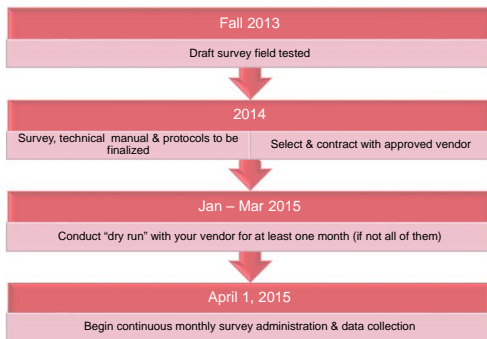 Fall 2013
Draft survey field tested
2014
Survey, technical manual & protocols to be
finalized
Select & contract with approved vendor
Jan – Mar 2015
Conduct “dry run” with your vendor for at least one month (if not all of them)
April 1, 2015
Begin continuous monthly survey administration & data collection